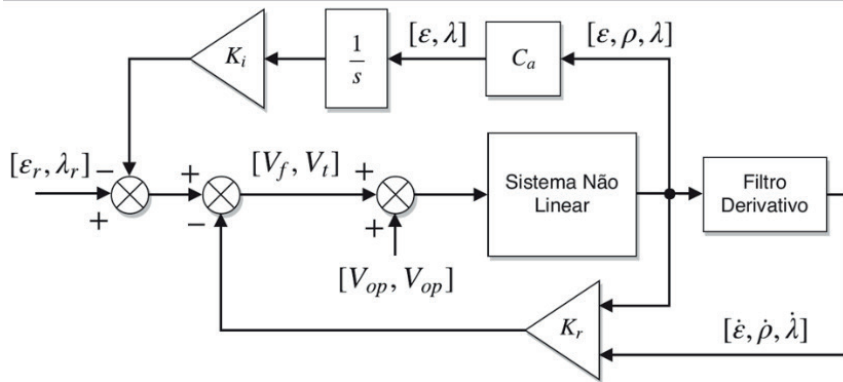 K_i
1/s
[ε, λ]
C_a
[ε, ρ, λ]
[ε_r, λ_r]
−
+
+
−
[V_f, V_t]
+
+
[V_op, V_op]
Sistema Não
Linear
Filtro
Derivativo
K_r
[ε̇, ρ̇, λ̇]